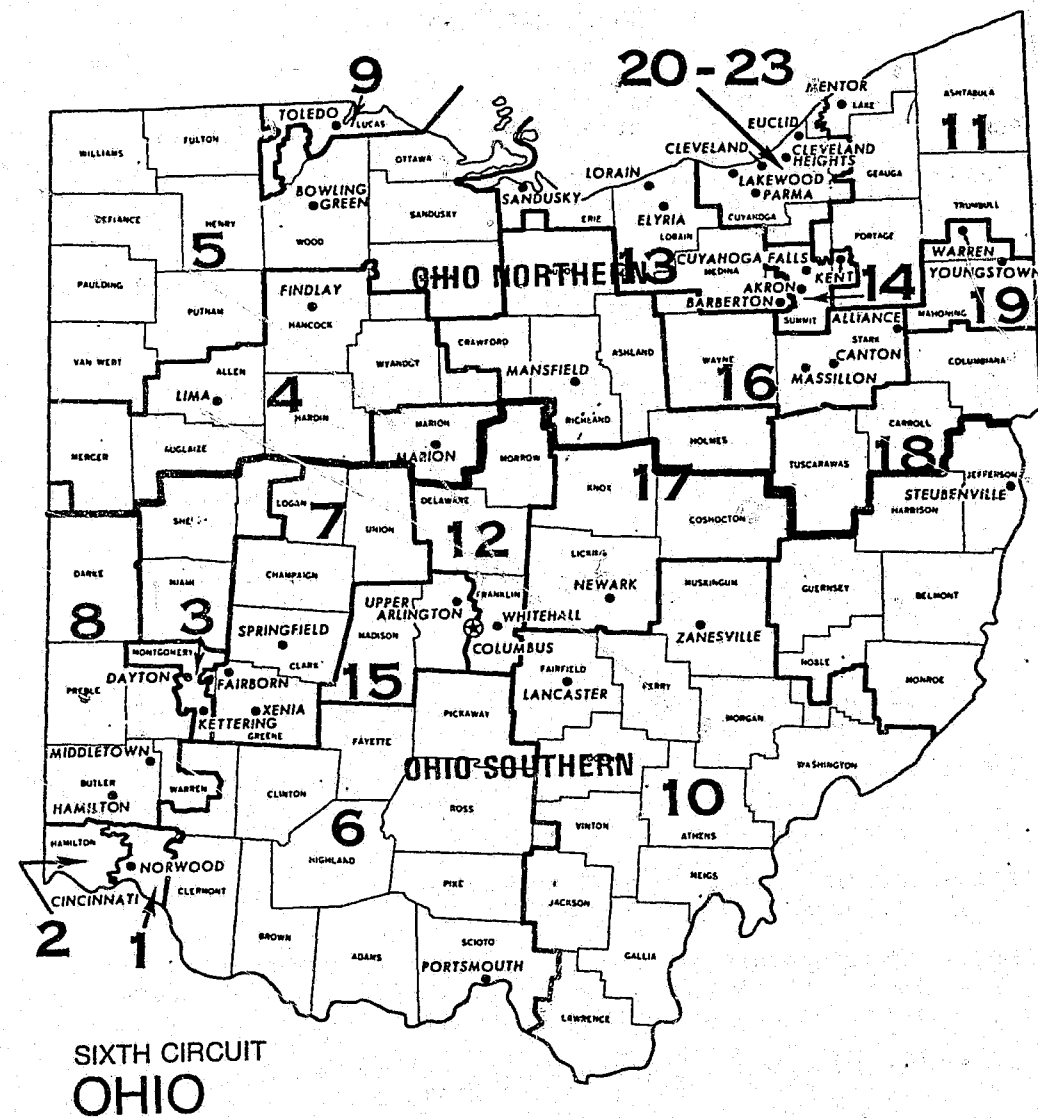 9
20-23
MENTOR
LAKE
ASHTABULA
TOLEDO
LUCAS
EUCLID
11
WILLIAMS
FULTON
OTTAWA
CLEVELAND
CLEVELAND
HEIGHTS
GEAUGA
LORAIN
LAKEWOOD
PARMA
BOWLING
GREEN
SANDUSKY
SANDUSKY
ERIE
ELYRIA
CUYAHOGA
TRUMBULL
DEFIANCE
HENRY
5
WOOD
LORAIN
PORTAGE
WARREN
OHIO NORTHERN
13
CUYAHOGA FALLS
MEDINA
KENT
YOUNGSTOWN
PAULDING
FINDLAY
AKRON
14
19
PUTNAM
HANCOCK
BARBERTON
SUMMIT
ALLIANCE
MAHONING
CRAWFORD
STARK
VAN WERT
ALLEN
WYANDOT
ASHLAND
WAYNE
CANTON
COLUMBIANA
MANSFIELD
16
MASSILLON
LIMA
4
HARDIN
MARION
RICHLAND
CARROLL
MERCER
AUGLAIZE
MARION
MORROW
HOLMES
TUSCARAWAS
18
JEFFERSON
STEUBENVILLE
HARRISON
LOGAN
7
DELAWARE
KNOX
17
UNION
COSHOCTON
12
LICKING
DARKE
MIAMI
CHAMPAIGN
NEWARK
MUSKINGUM
GUERNSEY
BELMONT
8
3
UPPER
ARLINGTON
FRANKLIN
WHITEHALL
SPRINGFIELD
MADISON
COLUMBUS
ZANESVILLE
MONTGOMERY
CLARK
FAIRFIELD
NOBLE
DAYTON
FAIRBORN
15
LANCASTER
PERRY
MONROE
PREBLE
KETTERING
XENIA
GREENE
PICKAWAY
MORGAN
FAYETTE
MIDDLETOWN
OHIO SOUTHERN
WASHINGTON
BUTLER
WARREN
CLINTON
10
HAMILTON
6
ROSS
VINTON
ATHENS
HAMILTON
HIGHLAND
NORWOOD
CLERMONT
PIKE
MEIGS
CINCINNATI
JACKSON
2
1
BROWN
ADAMS
SCIOTO
GALLIA
PORTSMOUTH
LAWRENCE
SIXTH CIRCUIT
OHIO